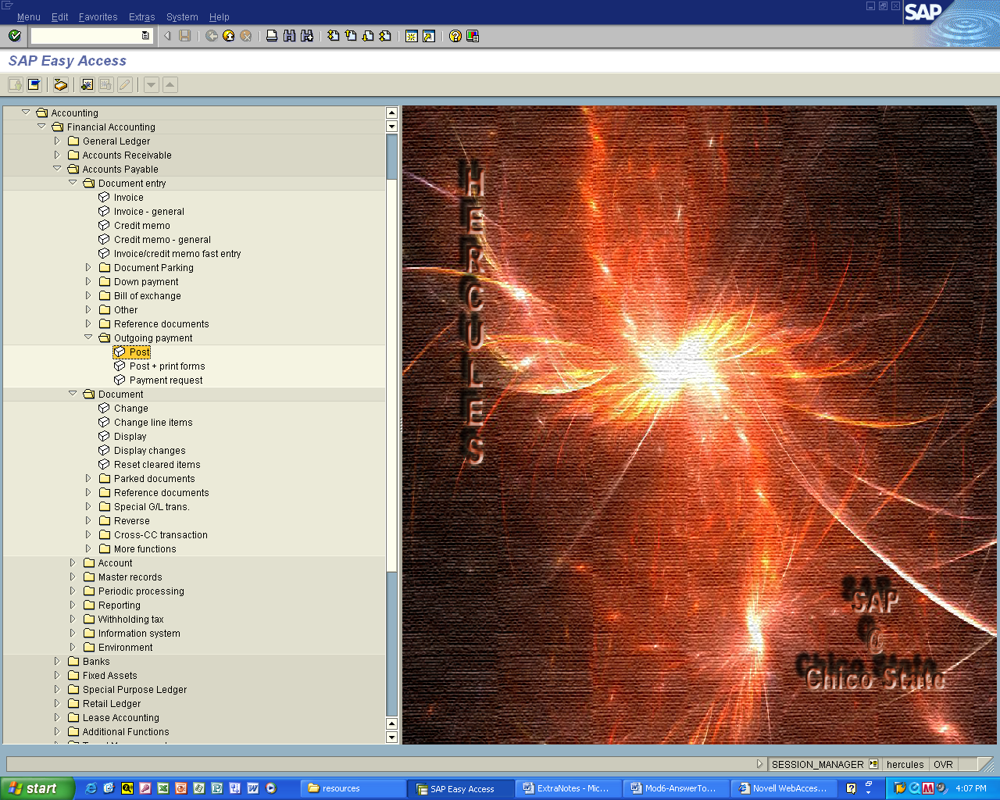 Menu Edit Favorites Extras System Help
SAP
SAP Easy Access
Accounting
Financial Accounting
General Ledger
Accounts Receivable
Accounts Payable
Document entry
Invoice
Invoice - general
Credit memo
Credit memo - general
Invoice/credit memo fast entry
Document Parking
Down payment
Bill of exchange
Other
Reference documents
Outgoing payment
Post
Post + print forms
Payment request
Document
Change
Change line items
Display
Display changes
Reset cleared items
Parked documents
Reference documents
Special G/L trans.
Reverse
Cross-CC transaction
More functions
Account
Master records
Periodic processing
Reporting
Withholding tax
Information system
Environment
Banks
Fixed Assets
Special Purpose Ledger
Retail Ledger
Lease Accounting
Additional Functions
HERCULES
SAP
@
Chico State
SESSION_MANAGER hercules OVR
start resources SAP Easy Access ExtraNotes - Mic... Mod6-AnswerTo... Novell WebAcces... 4:07 PM